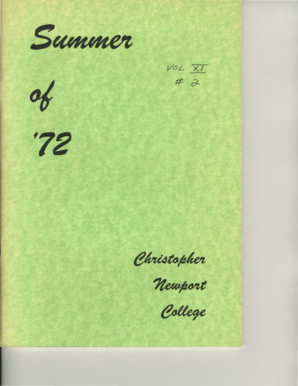 Summer
VOL XI
# 2
of
'72
Christopher
Newport
College